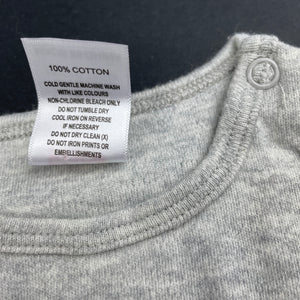 100% COTTON
COLD GENTLE MACHINE WASH
WITH LIKE COLOURS
NON-CHLORINE BLEACH ONLY
DO NOT TUMBLE DRY
COOL IRON ON REVERSE
IF NECESSARY
DO NOT DRY CLEAN (X)
DO NOT IRON PRINTS OR
EMBELLISHMENTS